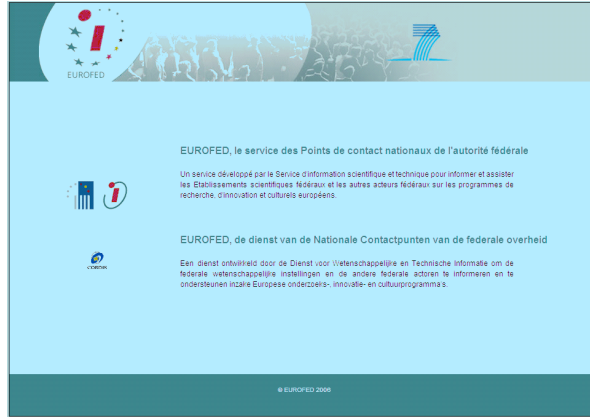 EUROFED
7
EUROFED, le service des Points de contact nationaux de l'autorité fédérale
Un service développé par le Service d'information scientifique et technique pour informer et assister
les Etablissements scientifiques fédéraux et les autres acteurs fédéraux sur les programmes de
recherche, d'innovation et culturels européens.
i
CORDIS
EUROFED, de dienst van de Nationale Contactpunten van de federale overheid
Een dienst ontwikkeld door de Dienst voor Wetenschappelijke en Technische Informatie om de
federale wetenschappelijke instellingen en de andere federale actoren te informeren en te
ondersteunen inzake Europese onderzoeks-, innovatie- en cultuurprogramma's.
© EUROFED 2006